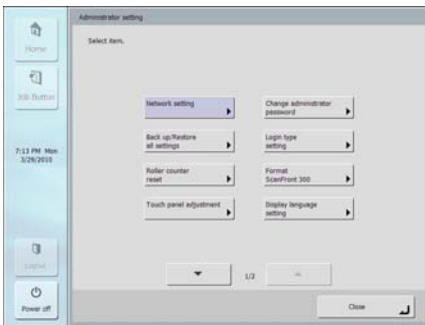 Administrator setting
Select item.
Home
Job Button
7:13 PM Mon
3/29/2010
Logout
Power off
Network setting
Change administrator
password
Back up/Restore
all settings
Login type
setting
Roller counter
reset
Format
ScanFront 300
Touch panel adjustment
Display language
setting
1/2
Close